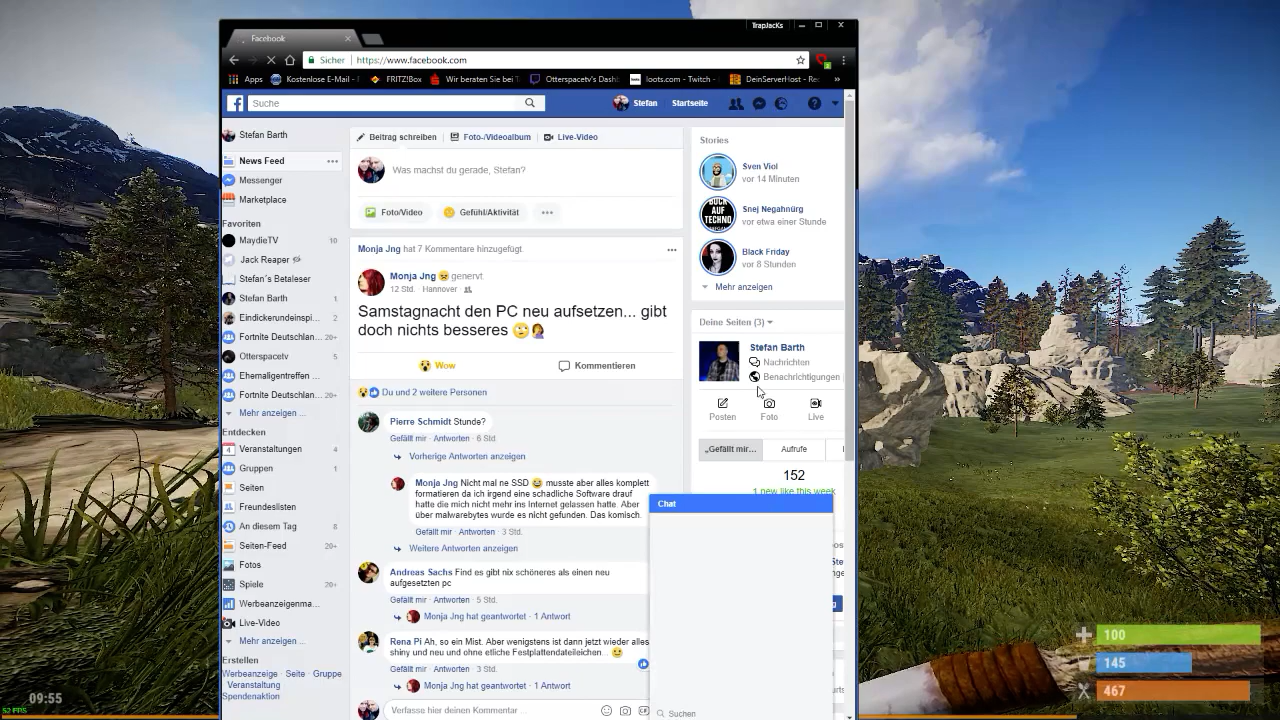 TrapJacKs
Facebook
Sicher https://www.facebook.com
Apps Kostenlose E-Mail - FRITZ!Box Wir beraten Sie bei T Otterspacetv's Dash loots.com - Twitch - DeinServerHost - Re
Suche
Stefan Startseite
Stefan Barth
News Feed
Messenger
Marketplace
Favoriten
MaydieTV 10
Jack Reaper
Stefan´s Betaleser
Stefan Barth 1
Eindickerundeinspi... 2
Fortnite Deutschlan... 20+
Otterspacetv 5
Ehemaligentreffen ...
Fortnite Deutschlan... 20+
Mehr anzeigen ...
Entdecken
4 Veranstaltungen 4
Gruppen 1
Seiten
Freundeslisten
An diesem Tag 8
Seiten-Feed 20+
Fotos
Spiele 20+
Werbeanzeigenma...
Live-Video
Mehr anzeigen ...
Erstellen
Werbeanzeige · Seite · Gruppe
Veranstaltung
Spendenaktion
Beitrag schreiben Foto-/Videoalbum Live-Video
Was machst du gerade, Stefan?
Foto/Video Gefühl/Aktivität
Monja Jng hat 7 Kommentare hinzugefügt.
Monja Jng 😖 genervt.
12 Std. · Hannover ·
Samstagnacht den PC neu aufsetzen... gibt
doch nichts besseres 🙄🤦‍♀️
Wow Kommentieren
Du und 2 weitere Personen
Pierre Schmidt Stunde?
Gefällt mir · Antworten · 6 Std.
Vorherige Antworten anzeigen
Monja Jng Nicht mal ne SSD 😅 musste aber alles komplett
formatieren da ich irgend eine schadliche Software drauf
hatte die mich nicht mehr ins Internet gelassen hatte. Aber
über malwarebytes wurde es nicht gefunden. Das komisch.
Gefällt mir · Antworten · 3 Std.
Weitere Antworten anzeigen
Andreas Sachs Find es gibt nix schöneres als einen neu
aufgesetzten pc
Gefällt mir · Antworten · 5 Std.
Monja Jng hat geantwortet · 1 Antwort
Rena Pi Ah, so ein Mist. Aber wenigstens ist dann jetzt wieder alles
shiny und neu und ohne etliche Festplattendateileichen... 😃
Gefällt mir · Antworten · 3 Std.
Monja Jng hat geantwortet · 1 Antwort
Verfasse hier deinen Kommentar ...
Stories
Sven Viol
vor 14 Minuten
BOCK AUF TECHNO
Snej Negahnürg
vor etwa einer Stunde
Black Friday
vor 8 Stunden
Mehr anzeigen
Deine Seiten (3)
Stefan Barth
Nachrichten
Benachrichtigungen
Posten Foto Live
„Gefällt mir... Aufrufe
152
1 new like this week
Chat
Suchen
100
145
467
09:55
52 FPS